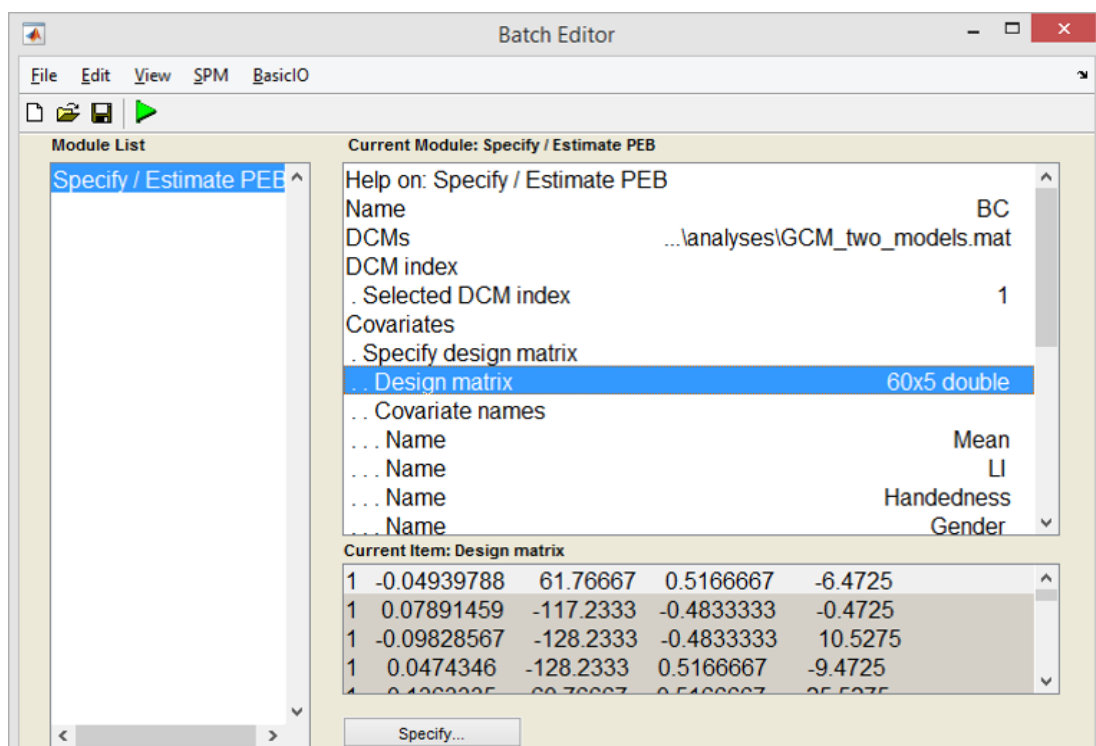 Batch Editor
File Edit View SPM BasicIO
Module List
Specify / Estimate PEB
Current Module: Specify / Estimate PEB
Help on: Specify / Estimate PEB
Name BC
DCMs ...\analyses\GCM_two_models.mat
DCM index
. Selected DCM index 1
Covariates
. Specify design matrix
. . Design matrix 60x5 double
. . Covariate names
. . . Name Mean
. . . Name LI
. . . Name Handedness
. . . Name Gender
Current Item: Design matrix
1 -0.04939788 61.76667 0.5166667 -6.4725
1 0.07891459 -117.2333 -0.4833333 -0.4725
1 -0.09828567 -128.2333 -0.4833333 10.5275
1 0.0474346 -128.2333 0.5166667 -9.4725
Specify...